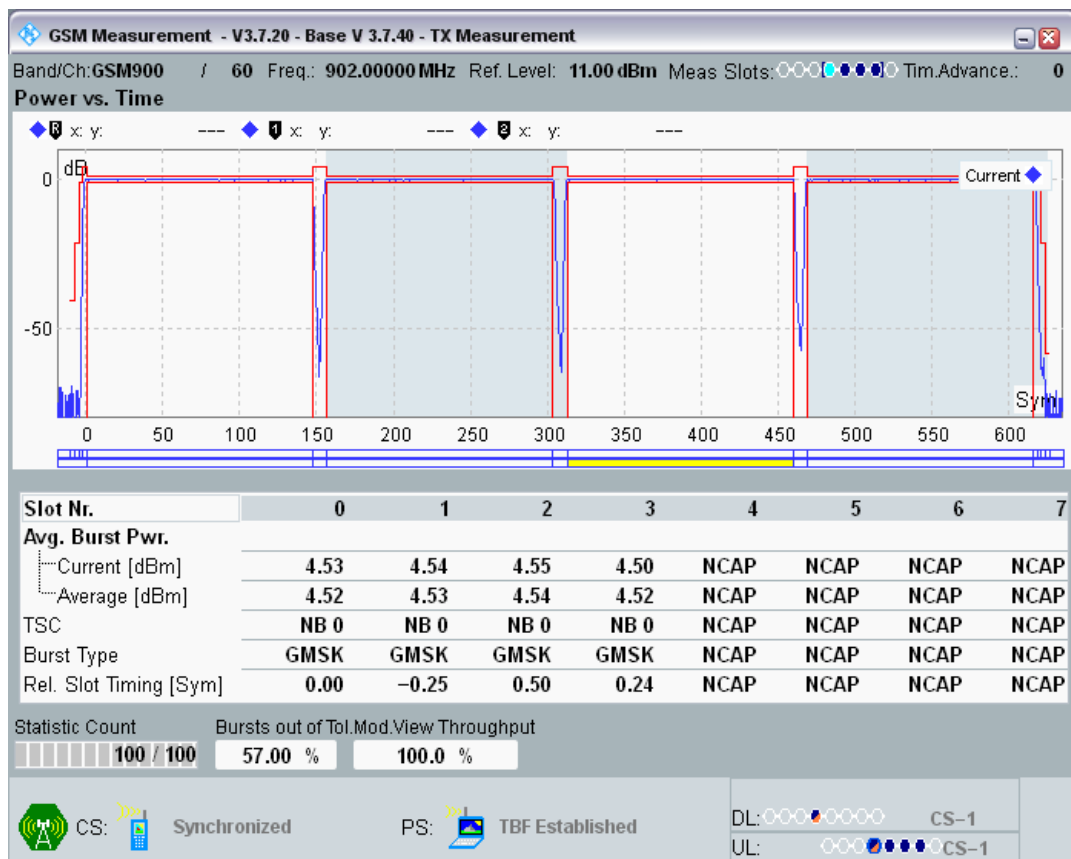 GSM Measurement - V3.7.20 - Base V 3.7.40 - TX Measurement
Band/Ch:GSM900 / 60 Freq.: 902.00000 MHz Ref. Level: 11.00 dBm Meas Slots: Tim.Advance.: 0
Power vs. Time
R x: y: --- 1 x: y: --- 2 x: y: ---
dB
0
Current
-50
Sym
0 50 100 150 200 250 300 350 400 450 500 550 600
Slot Nr. 0 1 2 3 4 5 6 7
Avg. Burst Pwr.
Current [dBm] 4.53 4.54 4.55 4.50 NCAP NCAP NCAP NCAP
Average [dBm] 4.52 4.53 4.54 4.52 NCAP NCAP NCAP NCAP
TSC NB 0 NB 0 NB 0 NB 0 NCAP NCAP NCAP NCAP
Burst Type GMSK GMSK GMSK GMSK NCAP NCAP NCAP NCAP
Rel. Slot Timing [Sym] 0.00 −0.25 0.50 0.24 NCAP NCAP NCAP NCAP
Statistic Count Bursts out of Tol. Mod.View Throughput
100 / 100 57.00 % 100.0 %
CS: Synchronized PS: TBF Established
DL: CS−1
UL: CS−1